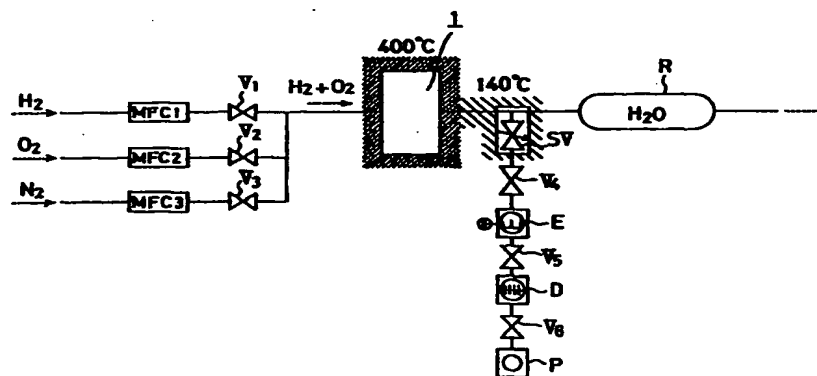 1
400°C
H2+O2
140°C
R
H2O
H2
MFC1
V1
O2
MFC2
V2
N2
MFC3
V3
SV
V4
E
V5
D
V6
P